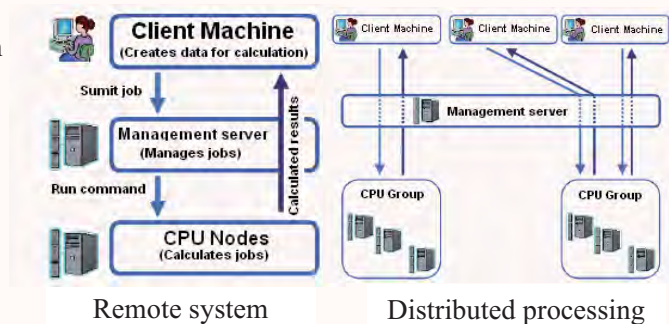 Client Machine
(Creates data for calculation)
Sumit job
Management server
(Manages jobs)
Run command
CPU Nodes
(Calculates jobs)
Calculated results
Remote system
Client Machine
Client Machine
Client Machine
Management server
CPU Group
CPU Group
Distributed processing